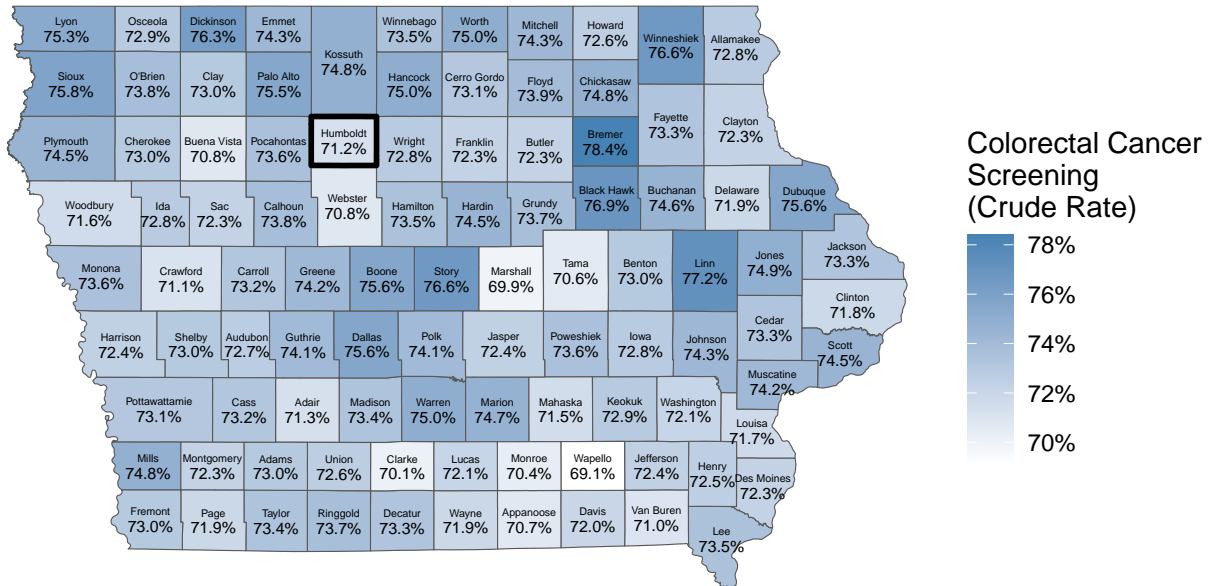 Lyon
75.3%
Osceola
72.9%
Dickinson
76.3%
Emmet
74.3%
Kossuth
74.8%
Winnebago
73.5%
Worth
75.0%
Mitchell
74.3%
Howard
72.6%
Winneshiek
76.6%
Allamakee
72.8%
Sioux
75.8%
O'Brien
73.8%
Clay
73.0%
Palo Alto
75.5%
Hancock
75.0%
Cerro Gordo
73.1%
Floyd
73.9%
Chickasaw
74.8%
Fayette
73.3%
Clayton
72.3%
Plymouth
74.5%
Cherokee
73.0%
Buena Vista
70.8%
Pocahontas
73.6%
Humboldt
71.2%
Wright
72.8%
Franklin
72.3%
Butler
72.3%
Bremer
78.4%
Woodbury
71.6%
Ida
72.8%
Sac
72.3%
Calhoun
73.8%
Webster
70.8%
Hamilton
73.5%
Hardin
74.5%
Grundy
73.7%
Black Hawk
76.9%
Buchanan
74.6%
Delaware
71.9%
Dubuque
75.6%
Monona
73.6%
Crawford
71.1%
Carroll
73.2%
Greene
74.2%
Boone
75.6%
Story
76.6%
Marshall
69.9%
Tama
70.6%
Benton
73.0%
Linn
77.2%
Jones
74.9%
Jackson
73.3%
Clinton
71.8%
Harrison
72.4%
Shelby
73.0%
Audubon
72.7%
Guthrie
74.1%
Dallas
75.6%
Polk
74.1%
Jasper
72.4%
Poweshiek
73.6%
Iowa
72.8%
Johnson
74.3%
Cedar
73.3%
Scott
74.5%
Muscatine
74.2%
Pottawattamie
73.1%
Cass
73.2%
Adair
71.3%
Madison
73.4%
Warren
75.0%
Marion
74.7%
Mahaska
71.5%
Keokuk
72.9%
Washington
72.1%
Louisa
71.7%
Mills
74.8%
Montgomery
72.3%
Adams
73.0%
Union
72.6%
Clarke
70.1%
Lucas
72.1%
Monroe
70.4%
Wapello
69.1%
Jefferson
72.4%
Henry
72.5%
Des Moines
72.3%
Fremont
73.0%
Page
71.9%
Taylor
73.4%
Ringgold
73.7%
Decatur
73.3%
Wayne
71.9%
Appanoose
70.7%
Davis
72.0%
Van Buren
71.0%
Lee
73.5%
Colorectal Cancer
Screening
(Crude Rate)
78%
76%
74%
72%
70%